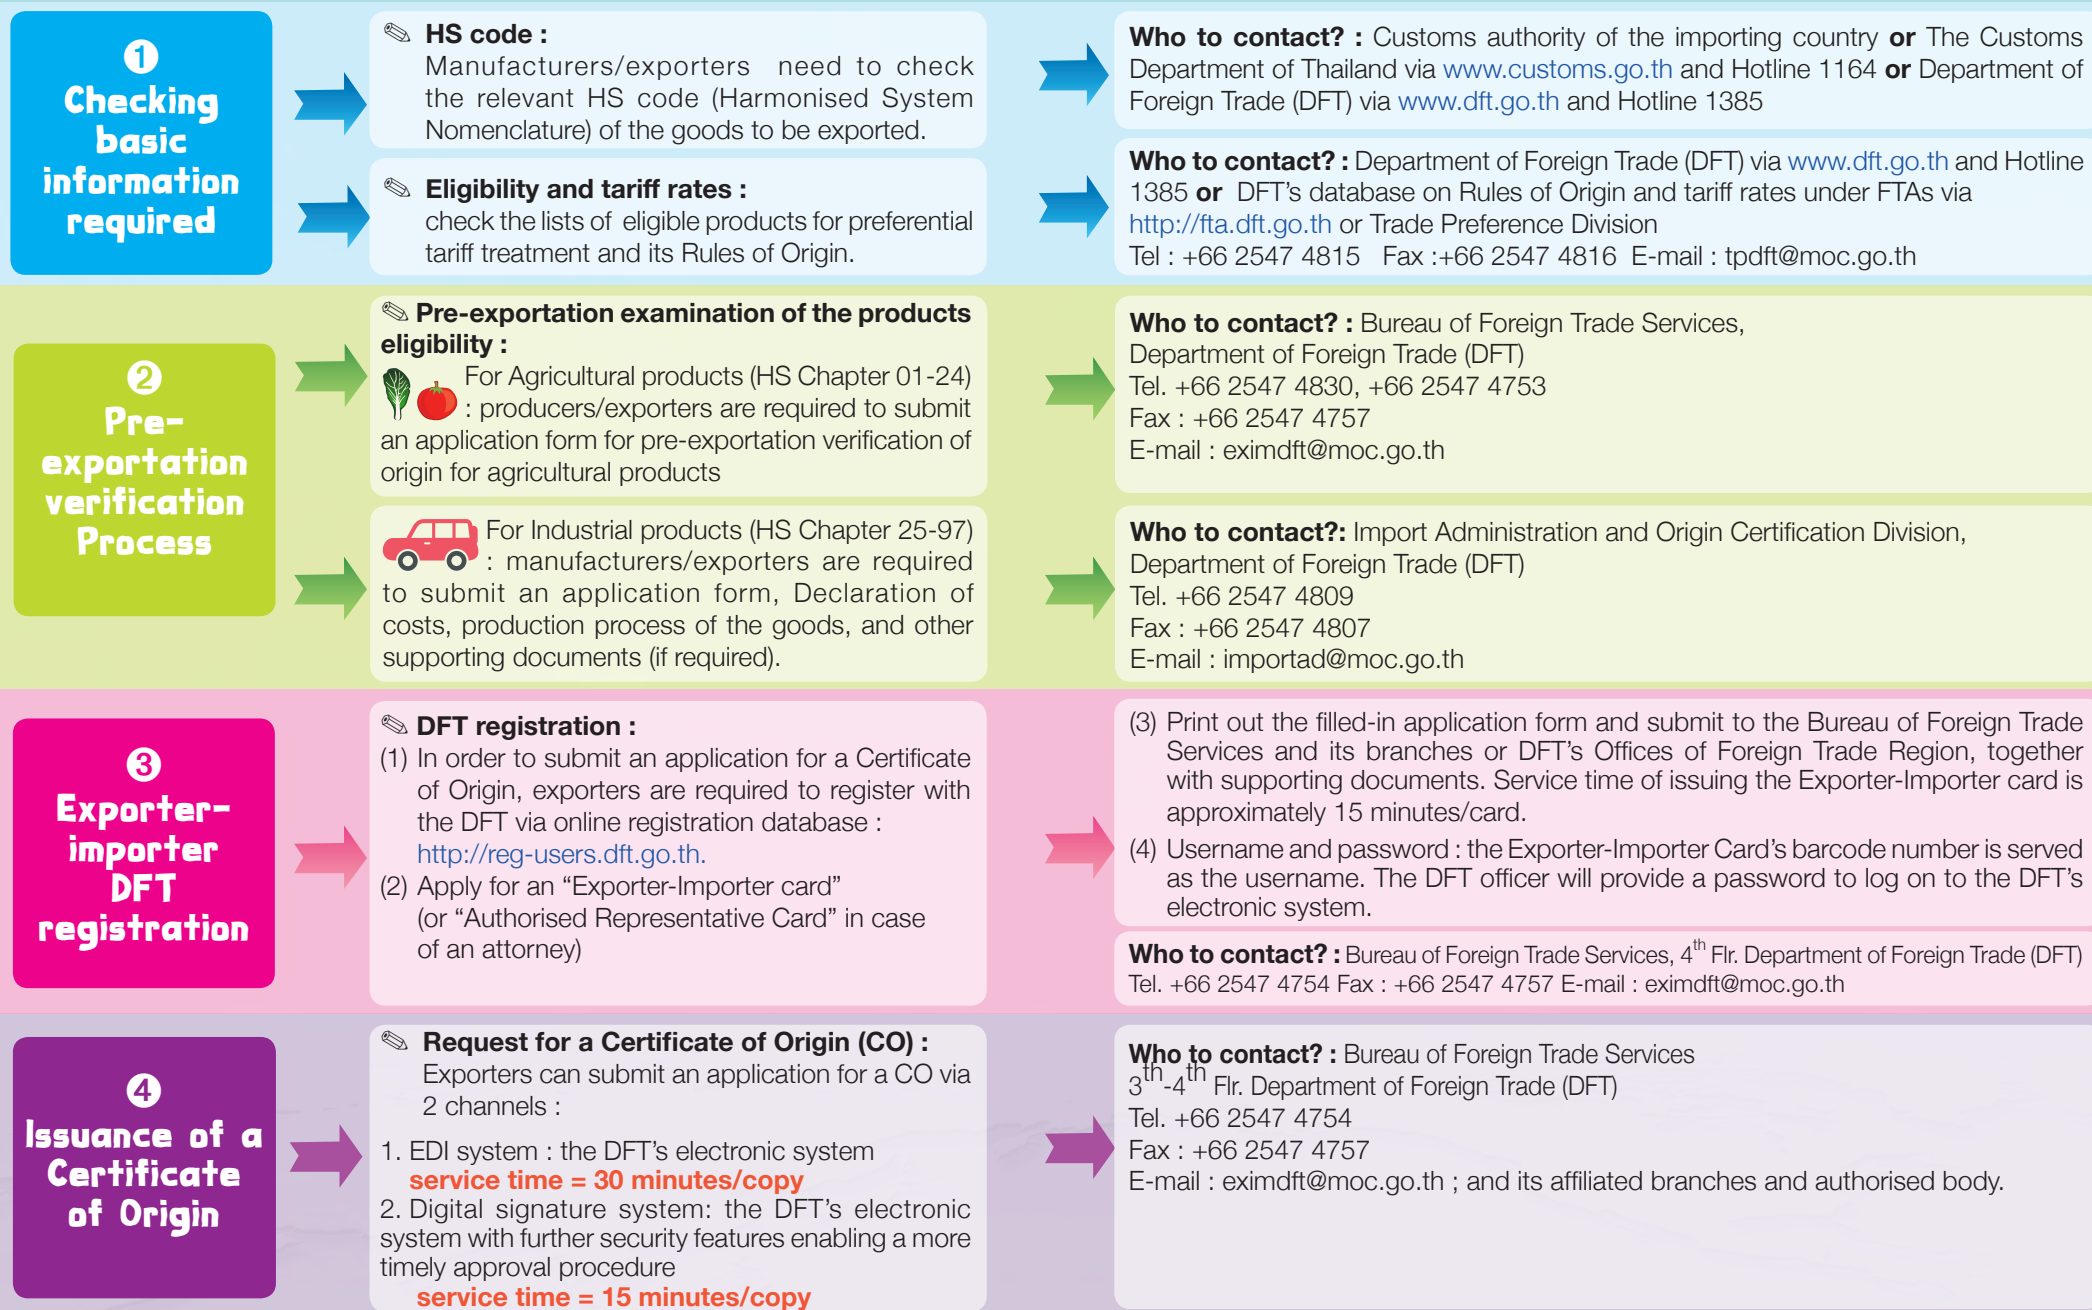 ❶
Checking
basic
information
required
✎ HS code :
Manufacturers/exporters need to check
the relevant HS code (Harmonised System
Nomenclature) of the goods to be exported.
Who to contact? : Customs authority of the importing country or The Customs
Department of Thailand via www.customs.go.th and Hotline 1164 or Department of
Foreign Trade (DFT) via www.dft.go.th and Hotline 1385
✎ Eligibility and tariff rates :
check the lists of eligible products for preferential
tariff treatment and its Rules of Origin.
Who to contact? : Department of Foreign Trade (DFT) via www.dft.go.th and Hotline
1385 or DFT's database on Rules of Origin and tariff rates under FTAs via
http://fta.dft.go.th or Trade Preference Division
Tel : +66 2547 4815 Fax :+66 2547 4816 E-mail : tpdft@moc.go.th
❷
Pre-
exportation
verification
Process
✎ Pre-exportation examination of the products
eligibility :
For Agricultural products (HS Chapter 01-24)
: producers/exporters are required to submit
an application form for pre-exportation verification of
origin for agricultural products
Who to contact? : Bureau of Foreign Trade Services,
Department of Foreign Trade (DFT)
Tel. +66 2547 4830, +66 2547 4753
Fax : +66 2547 4757
E-mail : eximdft@moc.go.th
For Industrial products (HS Chapter 25-97)
: manufacturers/exporters are required
to submit an application form, Declaration of
costs, production process of the goods, and other
supporting documents (if required).
Who to contact?: Import Administration and Origin Certification Division,
Department of Foreign Trade (DFT)
Tel. +66 2547 4809
Fax : +66 2547 4807
E-mail : importad@moc.go.th
❸
Exporter-
importer
DFT
registration
✎ DFT registration :
(1) In order to submit an application for a Certificate
of Origin, exporters are required to register with
the DFT via online registration database :
http://reg-users.dft.go.th.
(2) Apply for an “Exporter-Importer card”
(or “Authorised Representative Card” in case
of an attorney)
(3) Print out the filled-in application form and submit to the Bureau of Foreign Trade
Services and its branches or DFT's Offices of Foreign Trade Region, together
with supporting documents. Service time of issuing the Exporter-Importer card is
approximately 15 minutes/card.
(4) Username and password : the Exporter-Importer Card's barcode number is served
as the username. The DFT officer will provide a password to log on to the DFT's
electronic system.
Who to contact? : Bureau of Foreign Trade Services, 4th Flr. Department of Foreign Trade (DFT)
Tel. +66 2547 4754 Fax : +66 2547 4757 E-mail : eximdft@moc.go.th
❹
Issuance of a
Certificate
of Origin
✎ Request for a Certificate of Origin (CO) :
Exporters can submit an application for a CO via
2 channels :
1. EDI system : the DFT's electronic system
service time = 30 minutes/copy
2. Digital signature system: the DFT's electronic
system with further security features enabling a more
timely approval procedure
service time = 15 minutes/copy
Who to contact? : Bureau of Foreign Trade Services
3th-4th Flr. Department of Foreign Trade (DFT)
Tel. +66 2547 4754
Fax : +66 2547 4757
E-mail : eximdft@moc.go.th ; and its affiliated branches and authorised body.